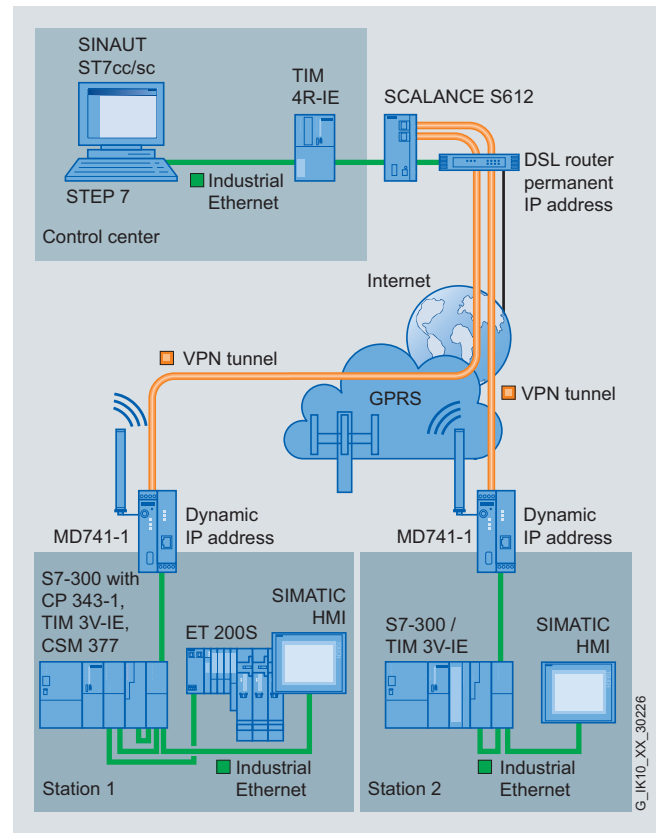 SINAUT
ST7cc/sc
TIM
4R-IE
SCALANCE S612
STEP 7
Industrial
Ethernet
DSL router
permanent
IP address
Control center
Internet
VPN tunnel
GPRS
VPN tunnel
MD741-1
Dynamic
IP address
MD741-1
Dynamic
IP address
S7-300 with
CP 343-1,
TIM 3V-IE,
CSM 377
ET 200S
SIMATIC
HMI
Industrial
Ethernet
Station 1
S7-300 /
TIM 3V-IE
SIMATIC
HMI
Industrial
Ethernet
Station 2
G_IK10_XX_30226